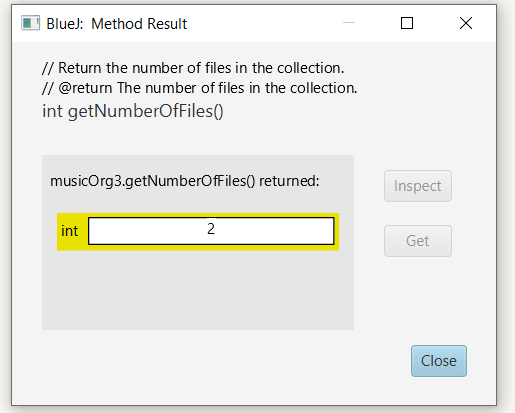 BlueJ: Method Result
// Return the number of files in the collection.
// @return The number of files in the collection.
int getNumberOfFiles()
musicOrg3.getNumberOfFiles() returned:
Inspect
int 2
Get
Close